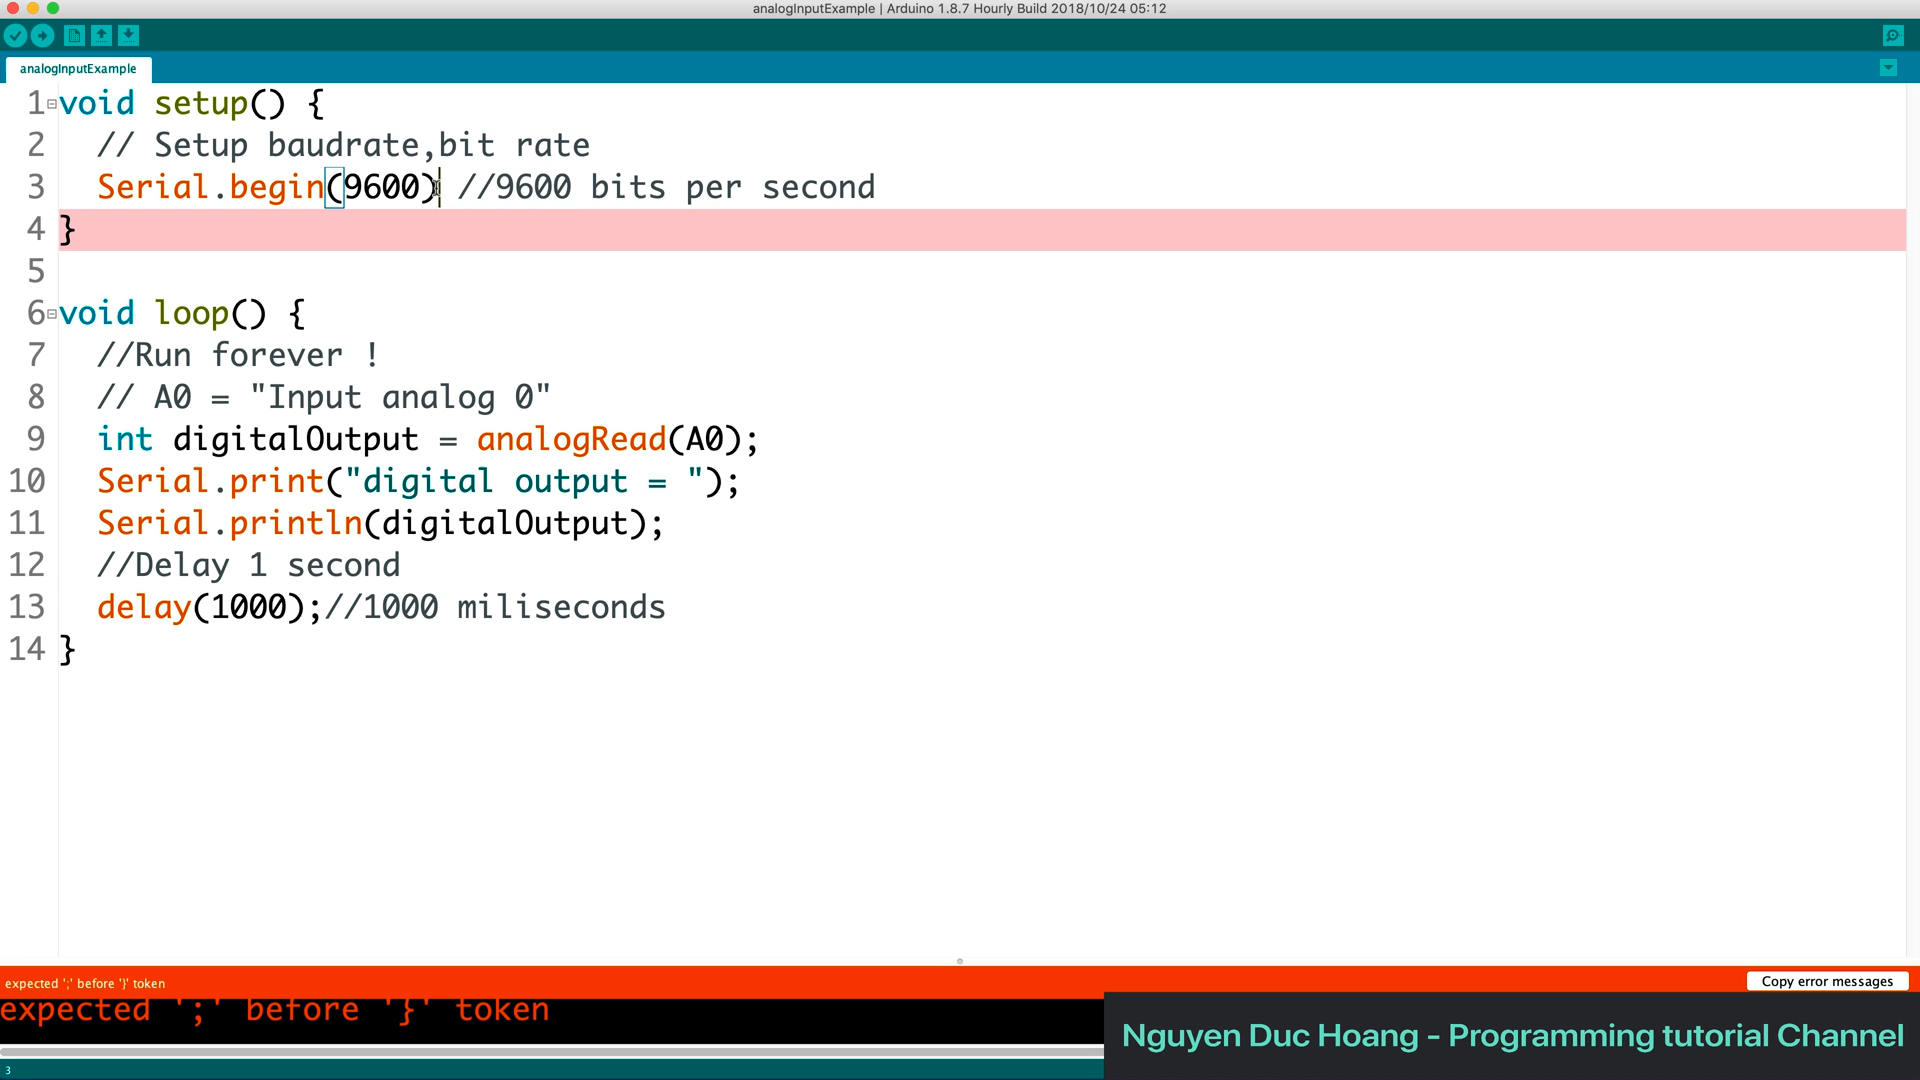 analogInputExample | Arduino 1.8.7 Hourly Build 2018/10/24 05:12
analogInputExample
1 void setup() {
2 // Setup baudrate,bit rate
3 Serial.begin(9600) //9600 bits per second
4 }
5
6 void loop() {
7 //Run forever !
8 // A0 = "Input analog 0"
9 int digitalOutput = analogRead(A0);
10 Serial.print("digital output = ");
11 Serial.println(digitalOutput);
12 //Delay 1 second
13 delay(1000);//1000 miliseconds
14 }
expected ';' before '}' token
Copy error messages
expected ';' before '}' token
Nguyen Duc Hoang - Programming tutorial Channel
3